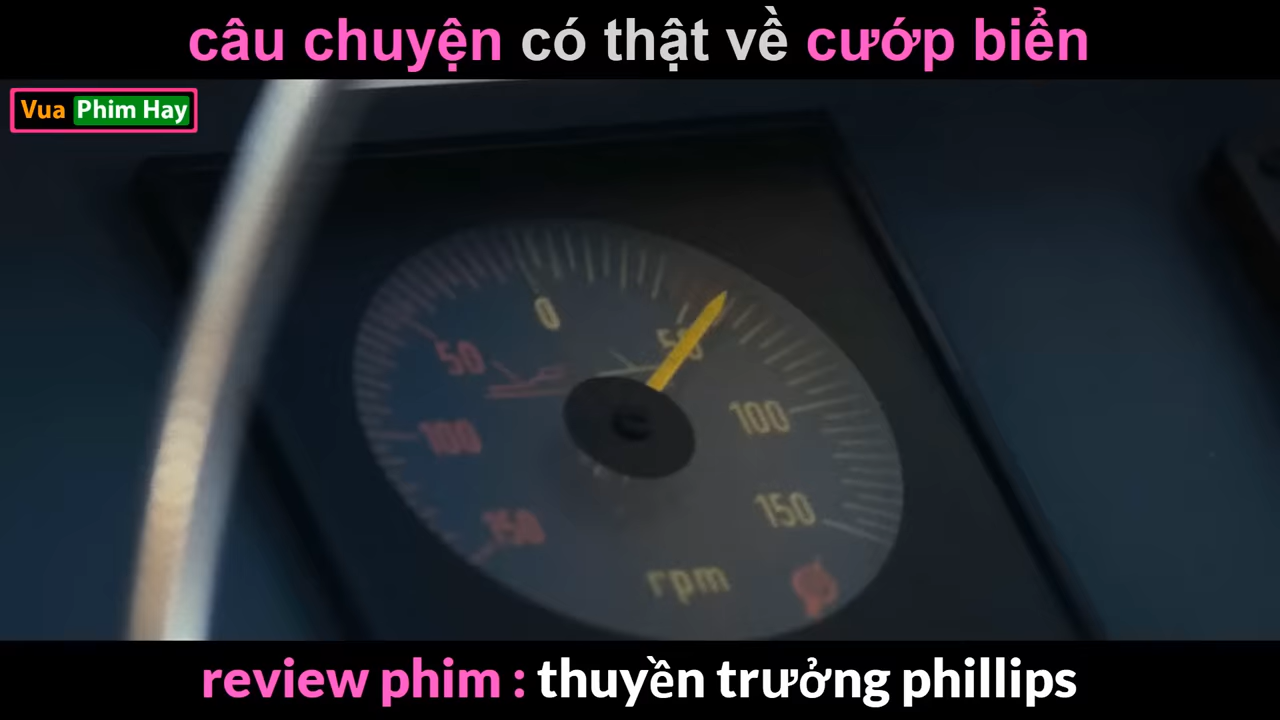 câu chuyện có thật về cướp biển
Vua Phim Hay
0
50
50
100
100
150
150
rpm
review phim : thuyền trưởng phillips